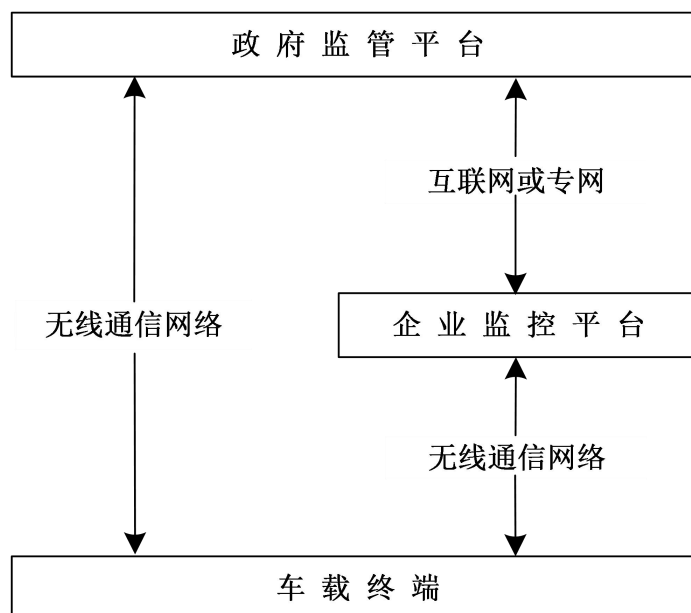 政府监管平台
互联网或专网
企业监控平台
无线通信网络
无线通信网络
车载终端